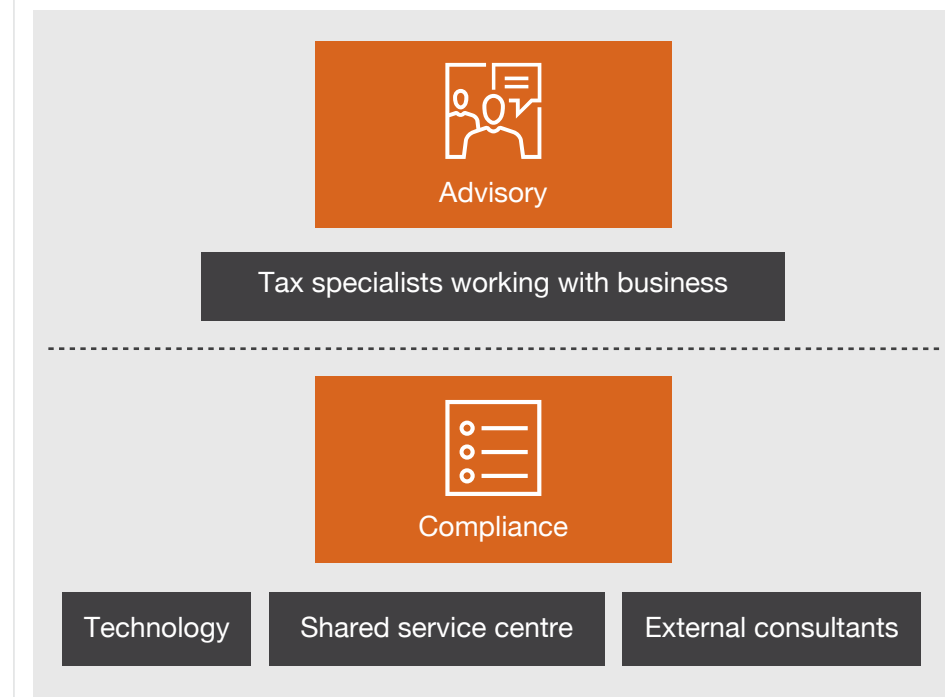 Advisory
Tax specialists working with business
Compliance
Technology
Shared service centre
External consultants